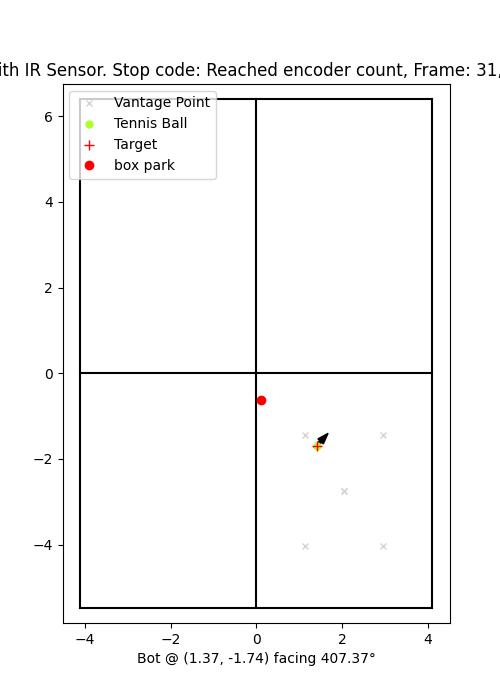 ith IR Sensor. Stop code: Reached encoder count, Frame: 31,
Vantage Point
Tennis Ball
Target
box park
6
4
2
0
−2
−4
−4 −2 0 2 4
Bot @ (1.37, -1.74) facing 407.37°